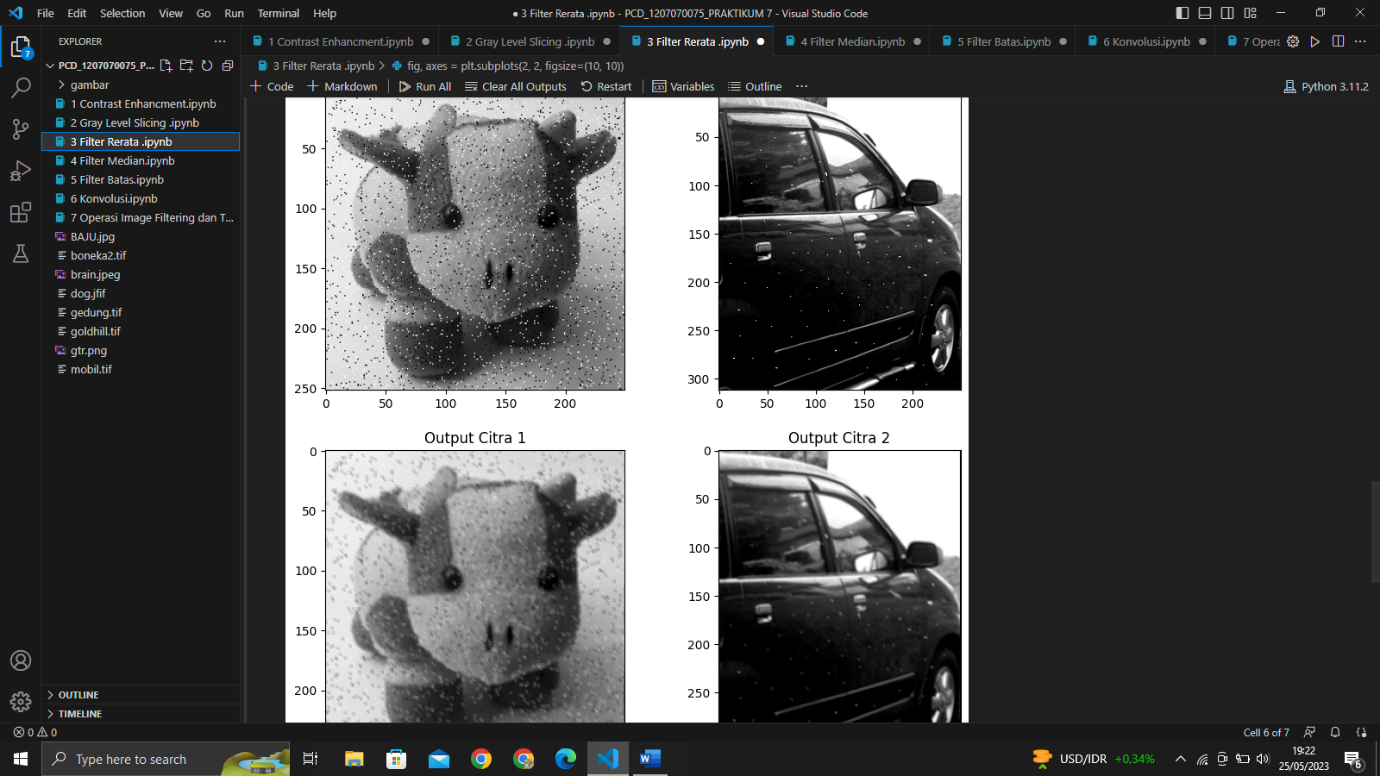 File Edit Selection View Go Run Terminal Help
● 3 Filter Rerata .ipynb - PCD_1207070075_PRAKTIKUM 7 - Visual Studio Code
7
EXPLORER
1 Contrast Enhancment.ipynb 2 Gray Level Slicing .ipynb 3 Filter Rerata .ipynb 4 Filter Median.ipynb 5 Filter Batas.ipynb 6 Konvolusi.ipynb 7 Opera
PCD_1207070075_P...
3 Filter Rerata .ipynb > fig, axes = plt.subplots(2, 2, figsize=(10, 10))
+ Code + Markdown Run All Clear All Outputs Restart Variables Outline ... Python 3.11.2
gambar
1 Contrast Enhancment.ipynb
2 Gray Level Slicing .ipynb
3 Filter Rerata .ipynb
4 Filter Median.ipynb
5 Filter Batas.ipynb
6 Konvolusi.ipynb
7 Operasi Image Filtering dan T...
BAJU.jpg
boneka2.tif
brain.jpeg
dog.jfif
gedung.tif
goldhill.tif
gtr.png
mobil.tif
OUTLINE
TIMELINE
50
100
150
200
250
0 50 100 150 200
50
100
150
200
250
300
0 50 100 150 200
Output Citra 1
0
50
100
150
200
Output Citra 2
0
50
100
150
200
250
0 0 Cell 6 of 7
Type here to search
USD/IDR +0,34%
19:22
25/05/2023
6